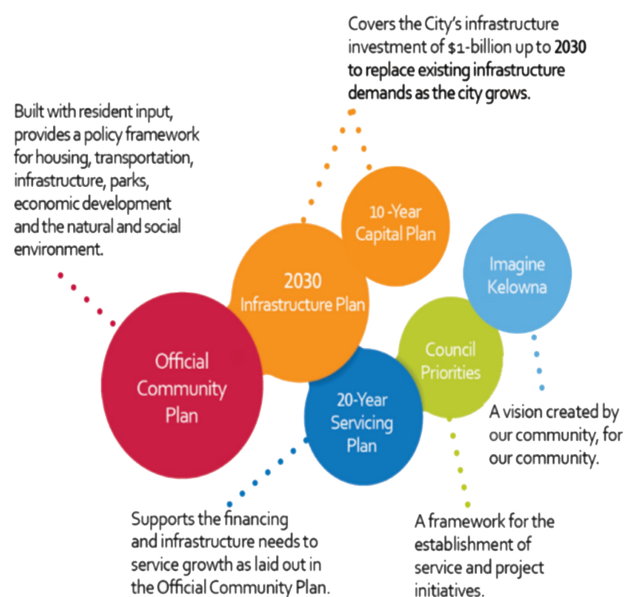 Covers the City's infrastructure
investment of $1-billion up to 2030
to replace existing infrastructure
demands as the city grows.
Built with resident input,
provides a policy framework
for housing, transportation,
infrastructure, parks,
economic development
and the natural and social
environment.
10 -Year
Capital Plan
2030
Infrastructure Plan
Imagine
Kelowna
Official
Community
Plan
Council
Priorities
20-Year
Servicing
Plan
A vision created by
our community, for
our community.
Supports the financing
and infrastructure needs to
service growth as laid out in
the Official Community Plan.
A framework for the
establishment of
service and project
initiatives.